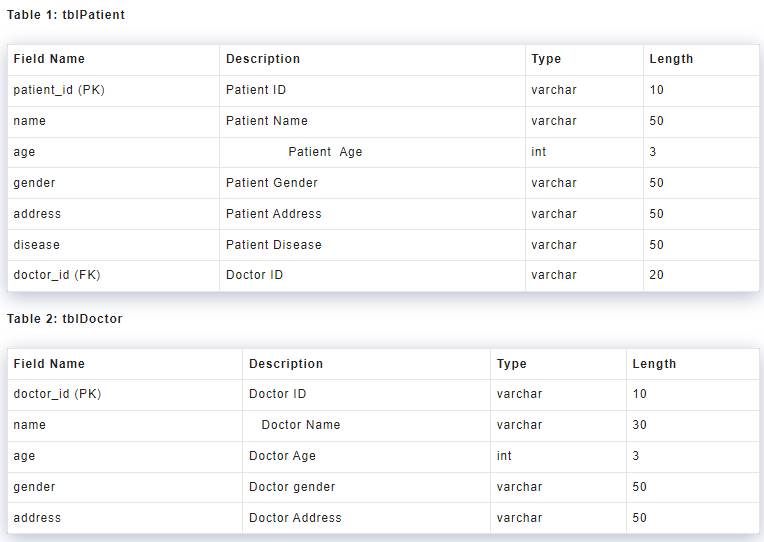 Table 1: tblPatient
Field Name Description Type Length
patient_id (PK) Patient ID varchar 10
name Patient Name varchar 50
age Patient Age int 3
gender Patient Gender varchar 50
address Patient Address varchar 50
disease Patient Disease varchar 50
doctor_id (FK) Doctor ID varchar 20
Table 2: tblDoctor
Field Name Description Type Length
doctor_id (PK) Doctor ID varchar 10
name Doctor Name varchar 30
age Doctor Age int 3
gender Doctor gender varchar 50
address Doctor Address varchar 50